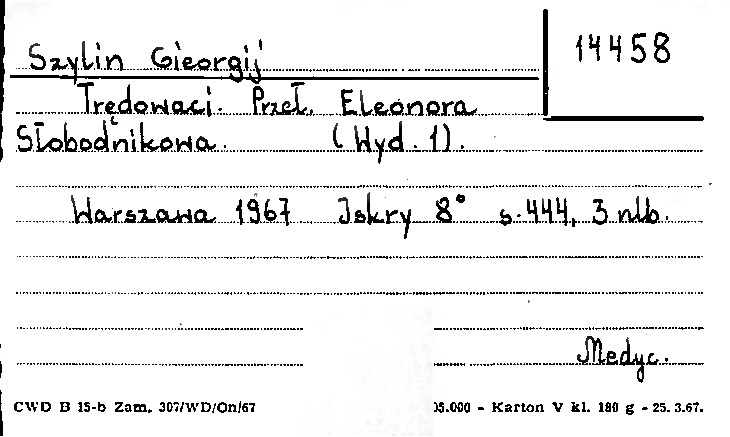 14458
Szylin Gieorgij
Trędowaci. Przeł. Eleonora
Słobodnikowa. (Wyd. 1).
Warszawa 1967 Iskry 8° s. 444, 3 nlb.
Medyc.
CWD B 15-b Zam. 307/WD/On/67 05.000 - Karton V kl. 180 g - 25. 3.67.